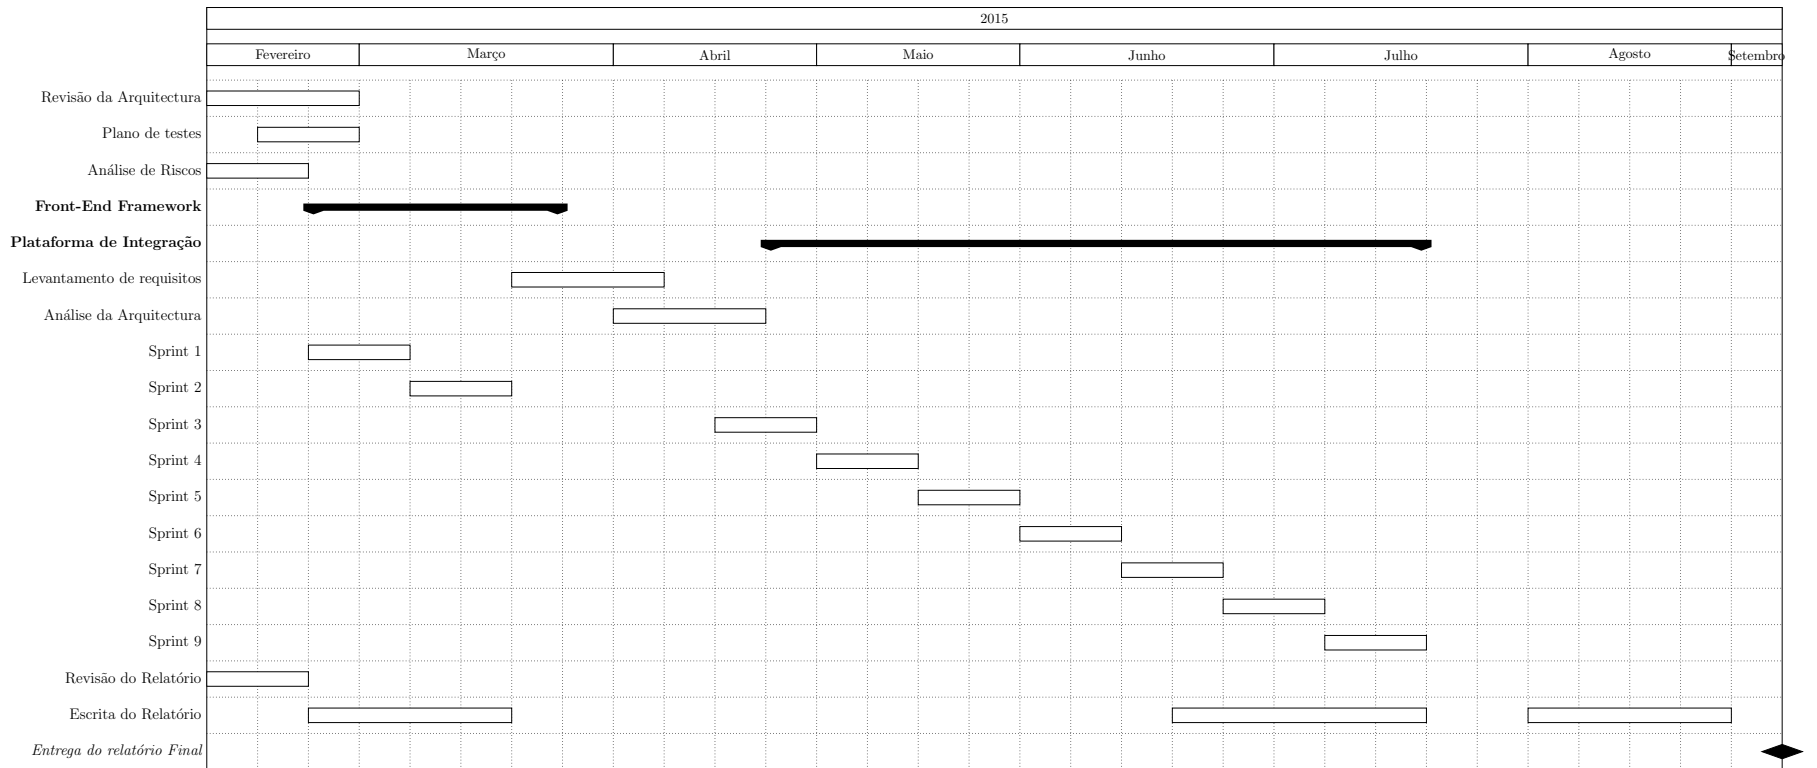 2015
Fevereiro Março Abril Maio Junho Julho Agosto Setembro
Revisão da Arquitectura
Plano de testes
Análise de Riscos
Front-End Framework
Plataforma de Integração
Levantamento de requisitos
Análise da Arquitectura
Sprint 1
Sprint 2
Sprint 3
Sprint 4
Sprint 5
Sprint 6
Sprint 7
Sprint 8
Sprint 9
Revisão do Relatório
Escrita do Relatório
Entrega do relatório Final